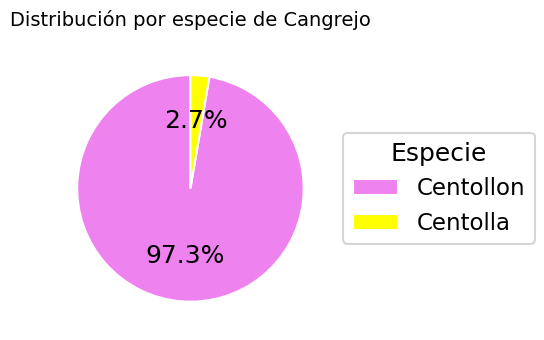 Distribución por especie de Cangrejo
2.7%
97.3%
Especie
Centollon
Centolla